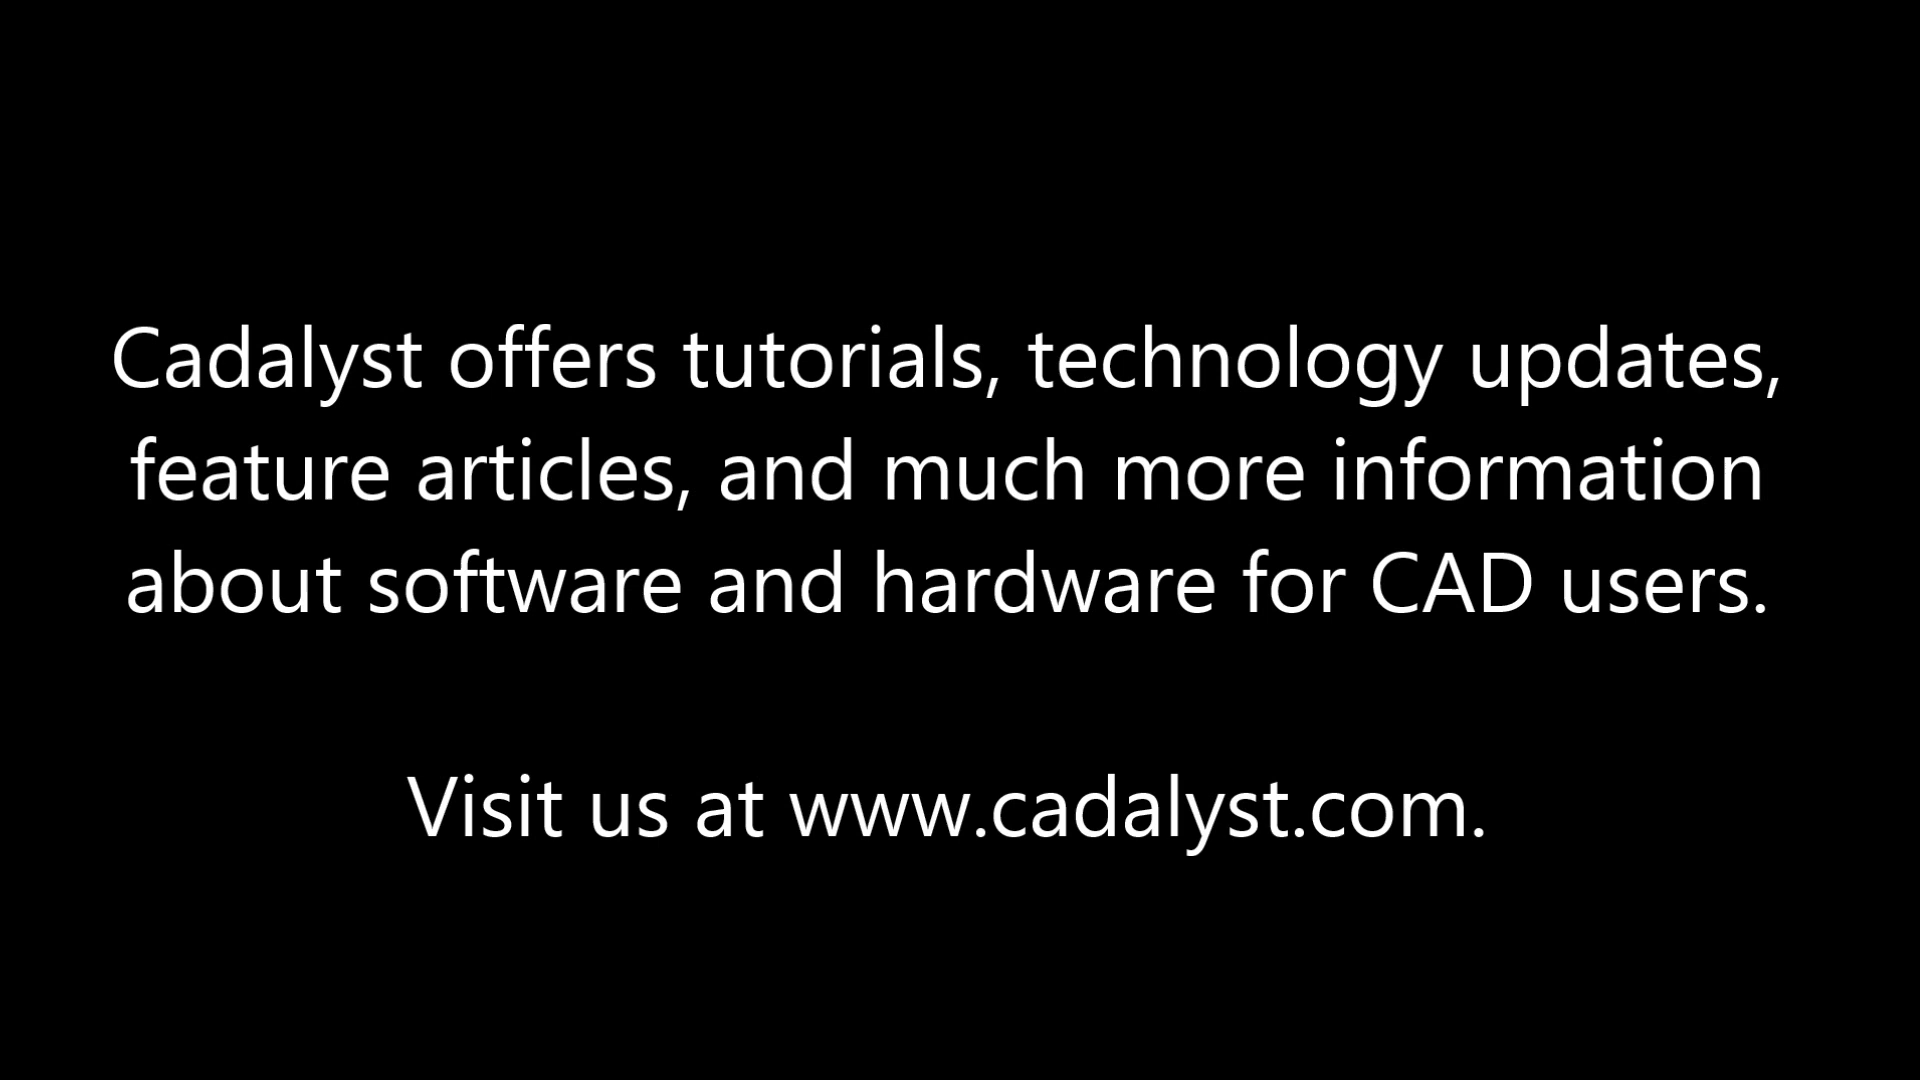 Cadalyst offers tutorials, technology updates,
feature articles, and much more information
about software and hardware for CAD users.
Visit us at www.cadalyst.com.